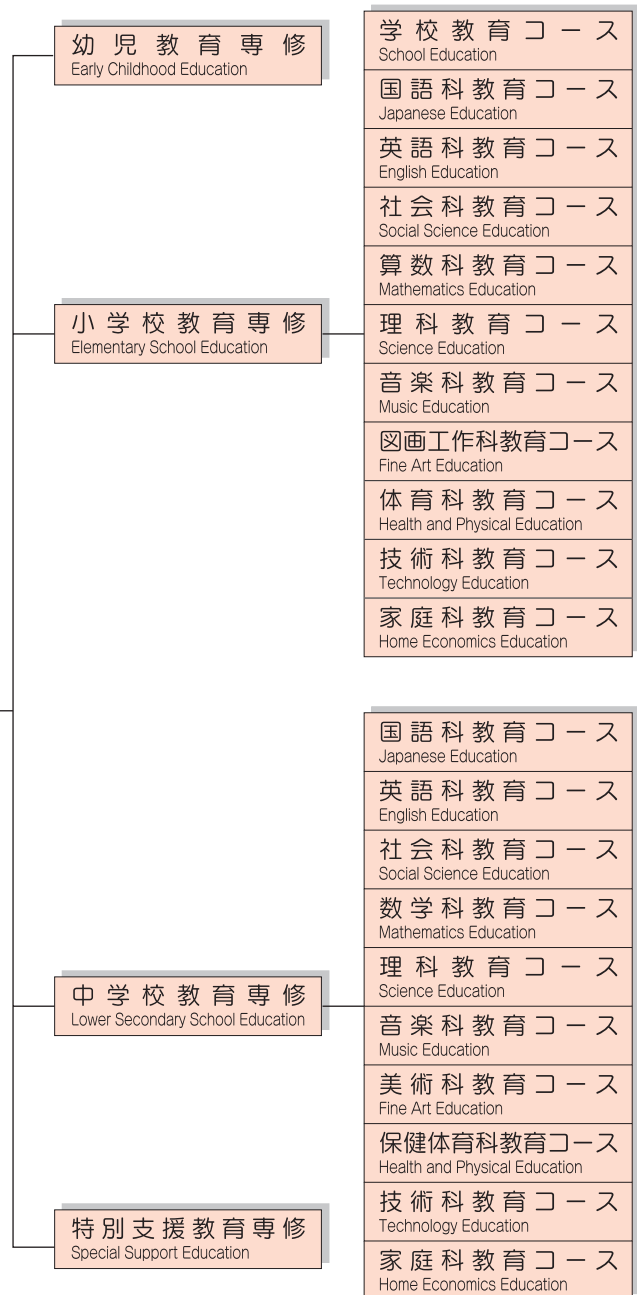 幼児教育専修
Early Childhood Education
小学校教育専修
Elementary School Education
学校教育コース
School Education
国語科教育コース
Japanese Education
英語科教育コース
English Education
社会科教育コース
Social Science Education
算数科教育コース
Mathematics Education
理科教育コース
Science Education
音楽科教育コース
Music Education
図画工作科教育コース
Fine Art Education
体育科教育コース
Health and Physical Education
技術科教育コース
Technology Education
家庭科教育コース
Home Economics Education
中学校教育専修
Lower Secondary School Education
国語科教育コース
Japanese Education
英語科教育コース
English Education
社会科教育コース
Social Science Education
数学科教育コース
Mathematics Education
理科教育コース
Science Education
音楽科教育コース
Music Education
美術科教育コース
Fine Art Education
保健体育科教育コース
Health and Physical Education
技術科教育コース
Technology Education
家庭科教育コース
Home Economics Education
特別支援教育専修
Special Support Education